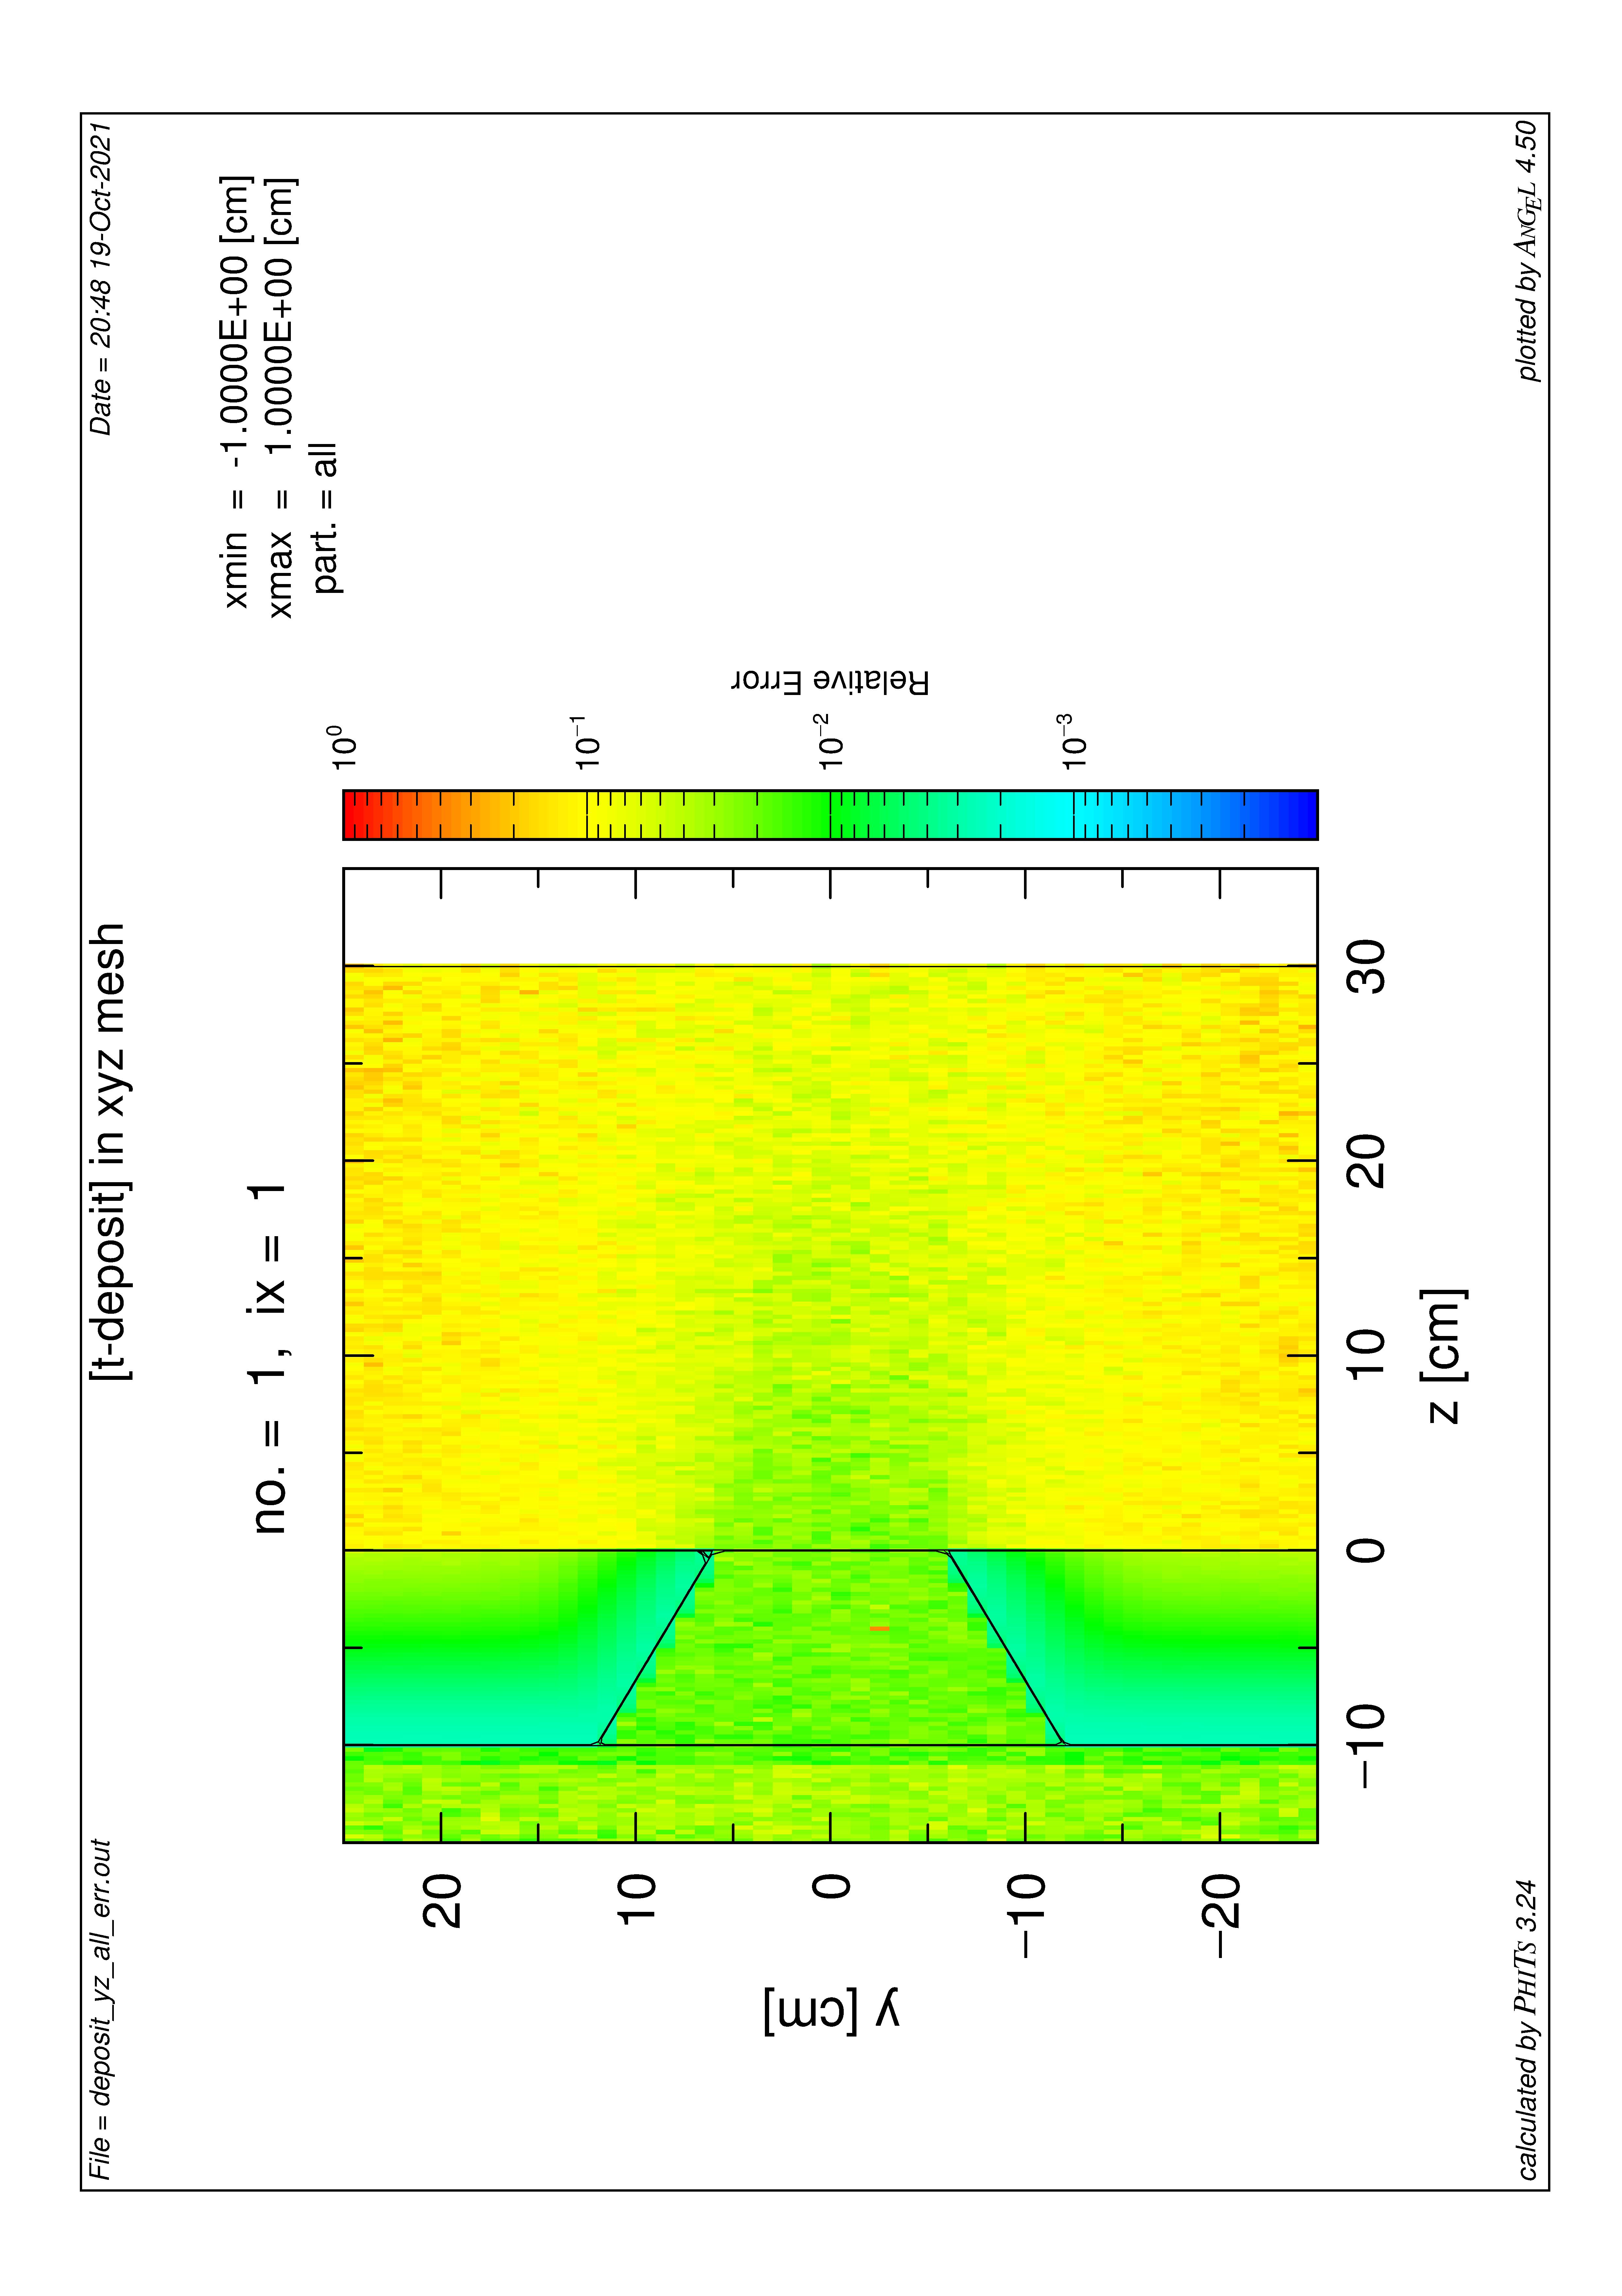 File = deposit_yz_all_err.out
[t-deposit] in xyz mesh
Date = 20:48 19-Oct-2021
no. = 1, ix = 1
xmin = -1.0000E+00 [cm]
xmax = 1.0000E+00 [cm]
part. = all
20
10
0
−10
−20
y [cm]
−10 0 10 20 30
z [cm]
10⁰
10⁻¹
10⁻²
10⁻³
Relative Error
calculated by PHITS 3.24
plotted by ANGEL 4.50